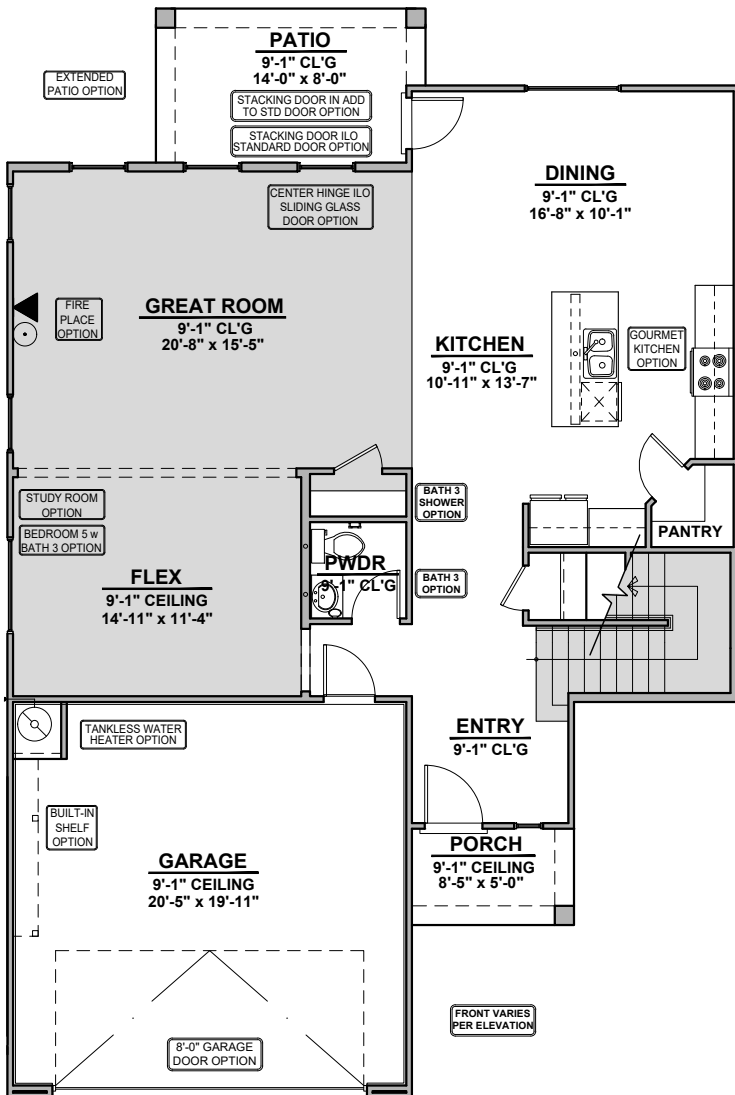 PATIO
9'-1" CL'G
14'-0" x 8'-0"
EXTENDED
PATIO OPTION
STACKING DOOR IN ADD
TO STD DOOR OPTION
STACKING DOOR ILO
STANDARD DOOR OPTION
DINING
9'-1" CL'G
16'-8" x 10'-1"
CENTER HINGE ILO
SLIDING GLASS
DOOR OPTION
GREAT ROOM
9'-1" CL'G
20'-8" x 15'-5"
FIRE
PLACE
OPTION
KITCHEN
9'-1" CL'G
10'-11" x 13'-7"
GOURMET
KITCHEN
OPTION
STUDY ROOM
OPTION
BEDROOM 5 w
BATH 3 OPTION
BATH 3
SHOWER
OPTION
PANTRY
PWDR
9'-1" CL'G
BATH 3
OPTION
FLEX
9'-1" CEILING
14'-11" x 11'-4"
TANKLESS WATER
HEATER OPTION
ENTRY
9'-1" CL'G
BUILT-IN
SHELF
OPTION
GARAGE
9'-1" CEILING
20'-5" x 19'-11"
PORCH
9'-1" CEILING
8'-5" x 5'-0"
8'-0" GARAGE
DOOR OPTION
FRONT VARIES
PER ELEVATION